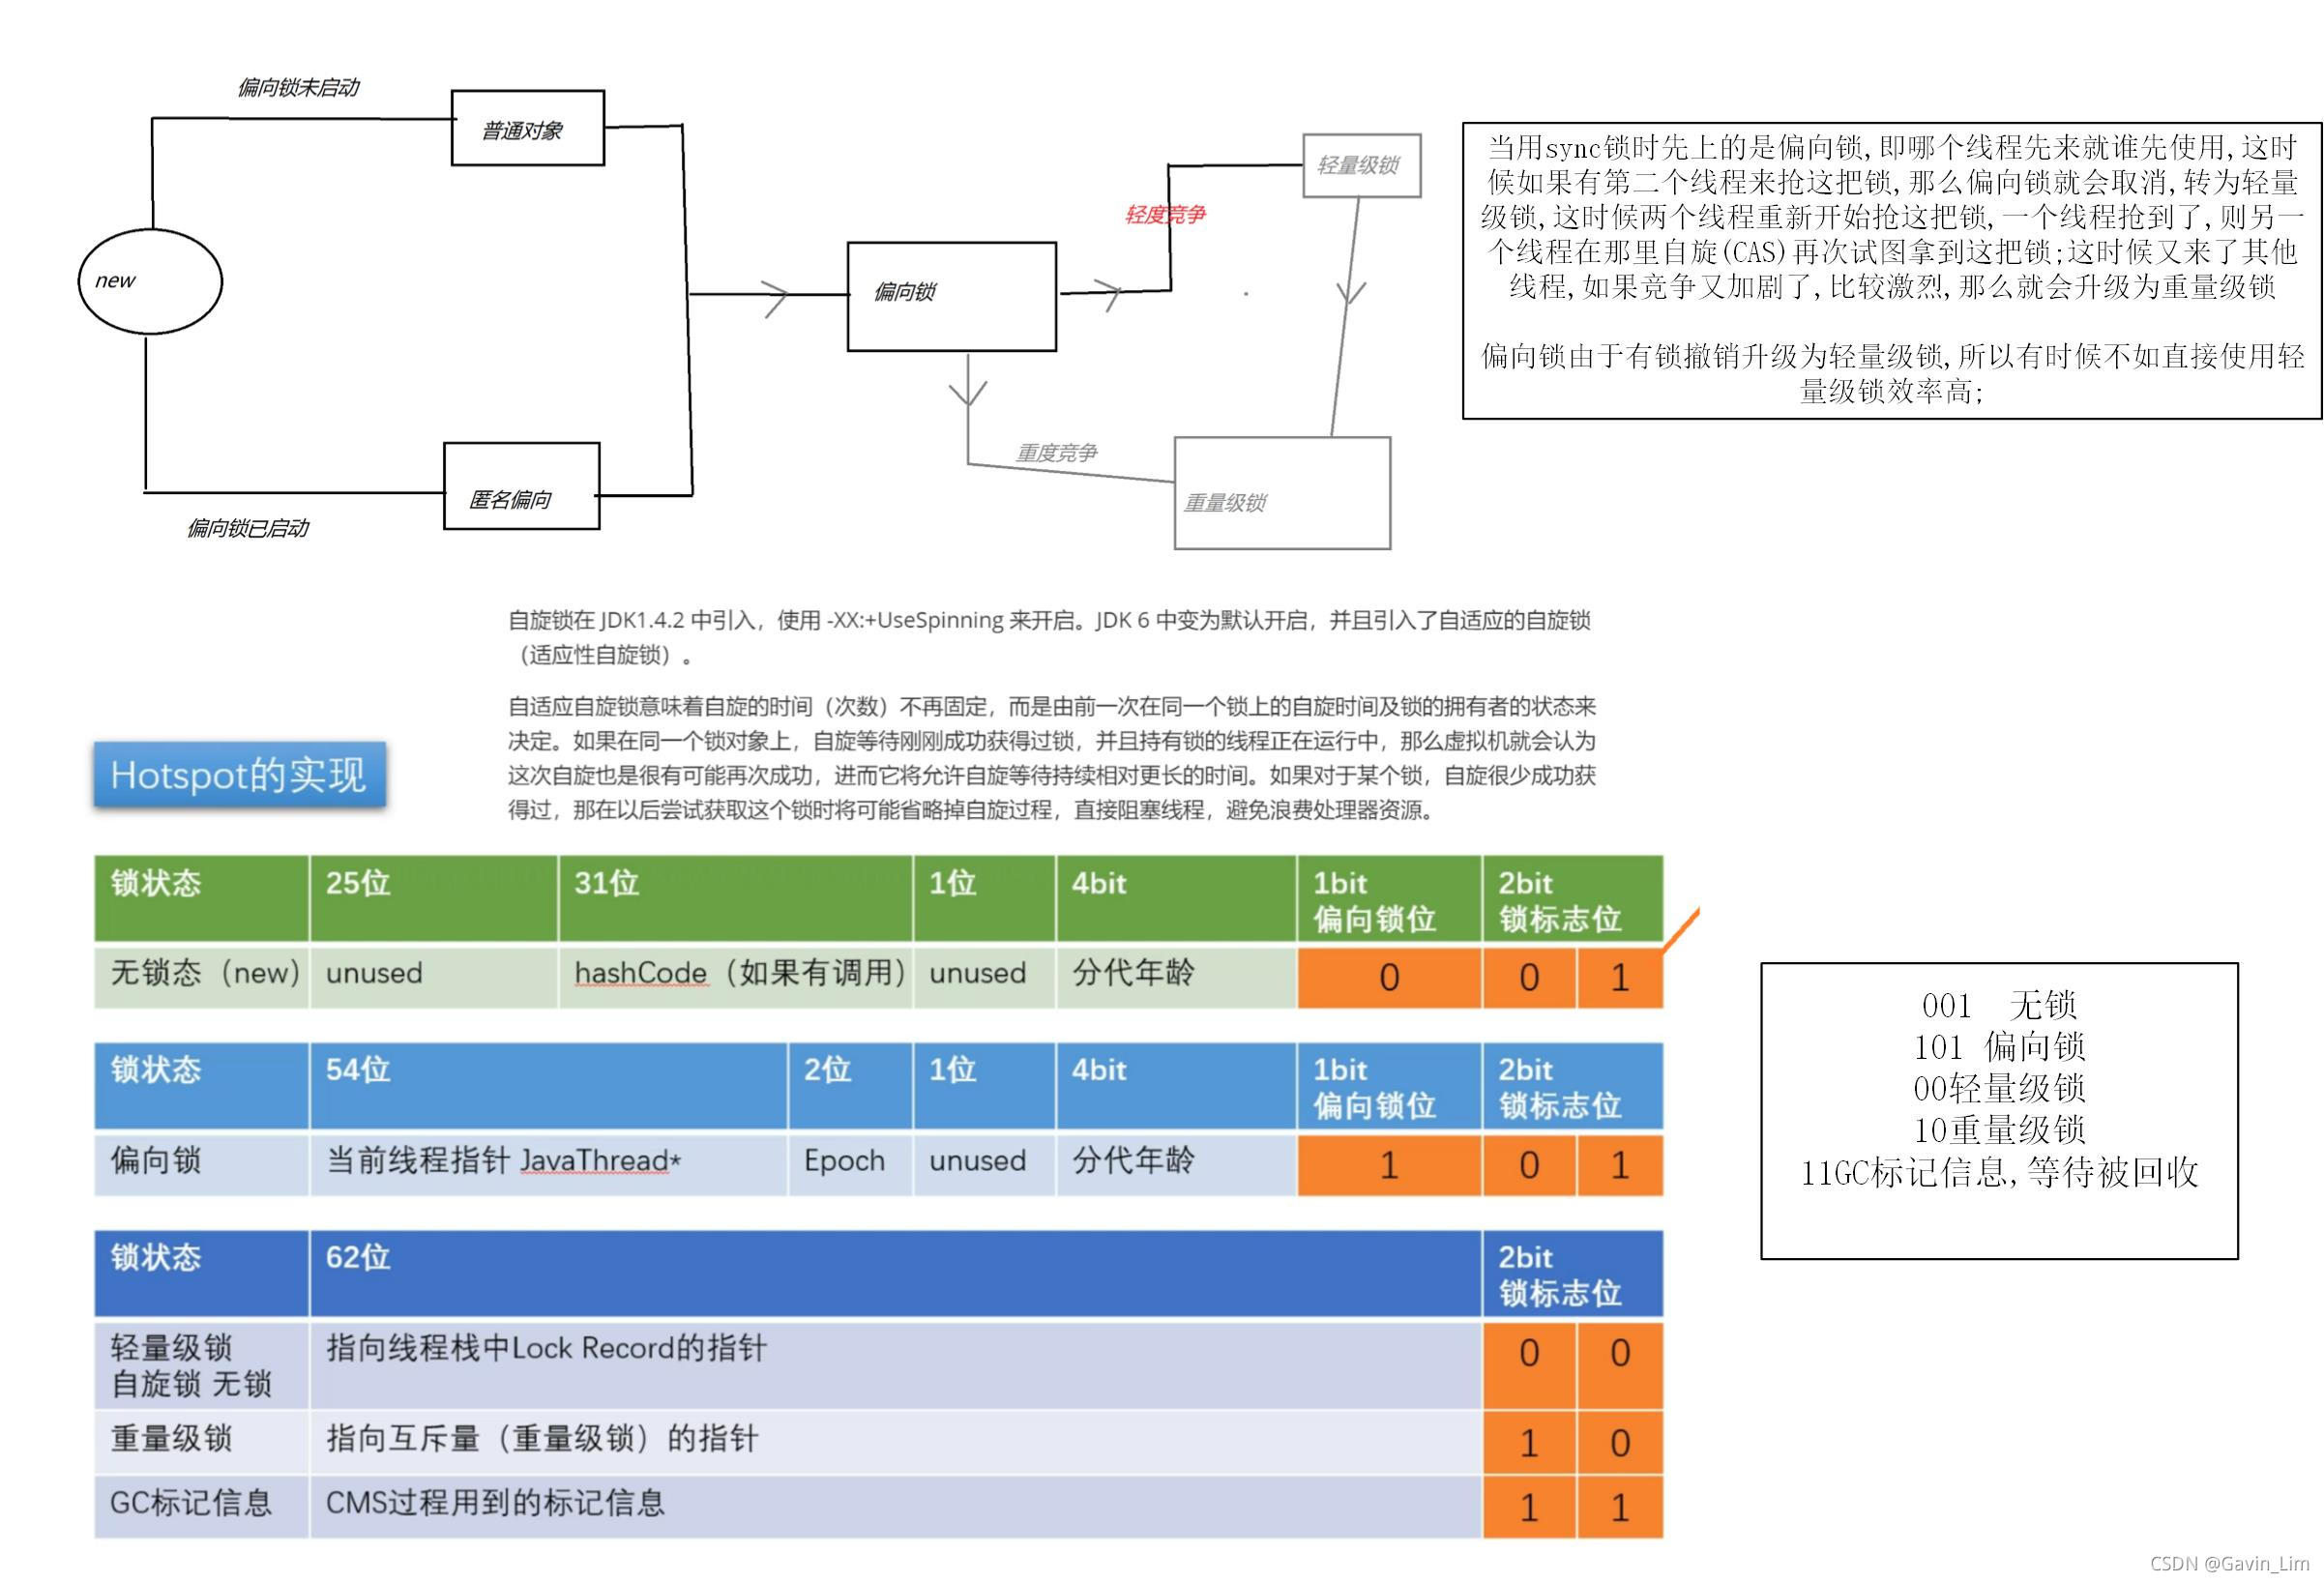 偏向锁未启动
普通对象
new
匿名偏向
偏向锁已启动
偏向锁
轻度竞争
轻量级锁
重度竞争
重量级锁
当用sync锁时先上的是偏向锁,即哪个线程先来就谁先使用,这时
候如果有第二个线程来抢这把锁,那么偏向锁就会取消,转为轻量
级锁,这时候两个线程重新开始抢这把锁,一个线程抢到了,则另一
个线程在那里自旋(CAS)再次试图拿到这把锁;这时候又来了其他
线程,如果竞争又加剧了,比较激烈,那么就会升级为重量级锁
偏向锁由于有锁撤销升级为轻量级锁,所以有时候不如直接使用轻
量级锁效率高;
自旋锁在 JDK1.4.2 中引入，使用 -XX:+UseSpinning 来开启。JDK 6 中变为默认开启，并且引入了自适应的自旋锁
（适应性自旋锁）。
自适应自旋锁意味着自旋的时间（次数）不再固定，而是由前一次在同一个锁上的自旋时间及锁的拥有者的状态来
决定。如果在同一个锁对象上，自旋等待刚刚成功获得过锁，并且持有锁的线程正在运行中，那么虚拟机就会认为
这次自旋也是很有可能再次成功，进而它将允许自旋等待持续相对更长的时间。如果对于某个锁，自旋很少成功获
得过，那在以后尝试获取这个锁时将可能省略掉自旋过程，直接阻塞线程，避免浪费处理器资源。
Hotspot的实现
锁状态 25位 31位 1位 4bit 1bit 2bit
偏向锁位 锁标志位
无锁态（new） unused hashCode（如果有调用） unused 分代年龄 0 0 1
锁状态 54位 2位 1位 4bit 1bit 2bit
偏向锁位 锁标志位
偏向锁 当前线程指针 JavaThread* Epoch unused 分代年龄 1 0 1
锁状态 62位 2bit
锁标志位
轻量级锁 指向线程栈中Lock Record的指针 0 0
自旋锁 无锁
重量级锁 指向互斥量（重量级锁）的指针 1 0
GC标记信息 CMS过程用到的标记信息 1 1
001 无锁
101 偏向锁
00轻量级锁
10重量级锁
11GC标记信息,等待被回收
CSDN @Gavin_Lim